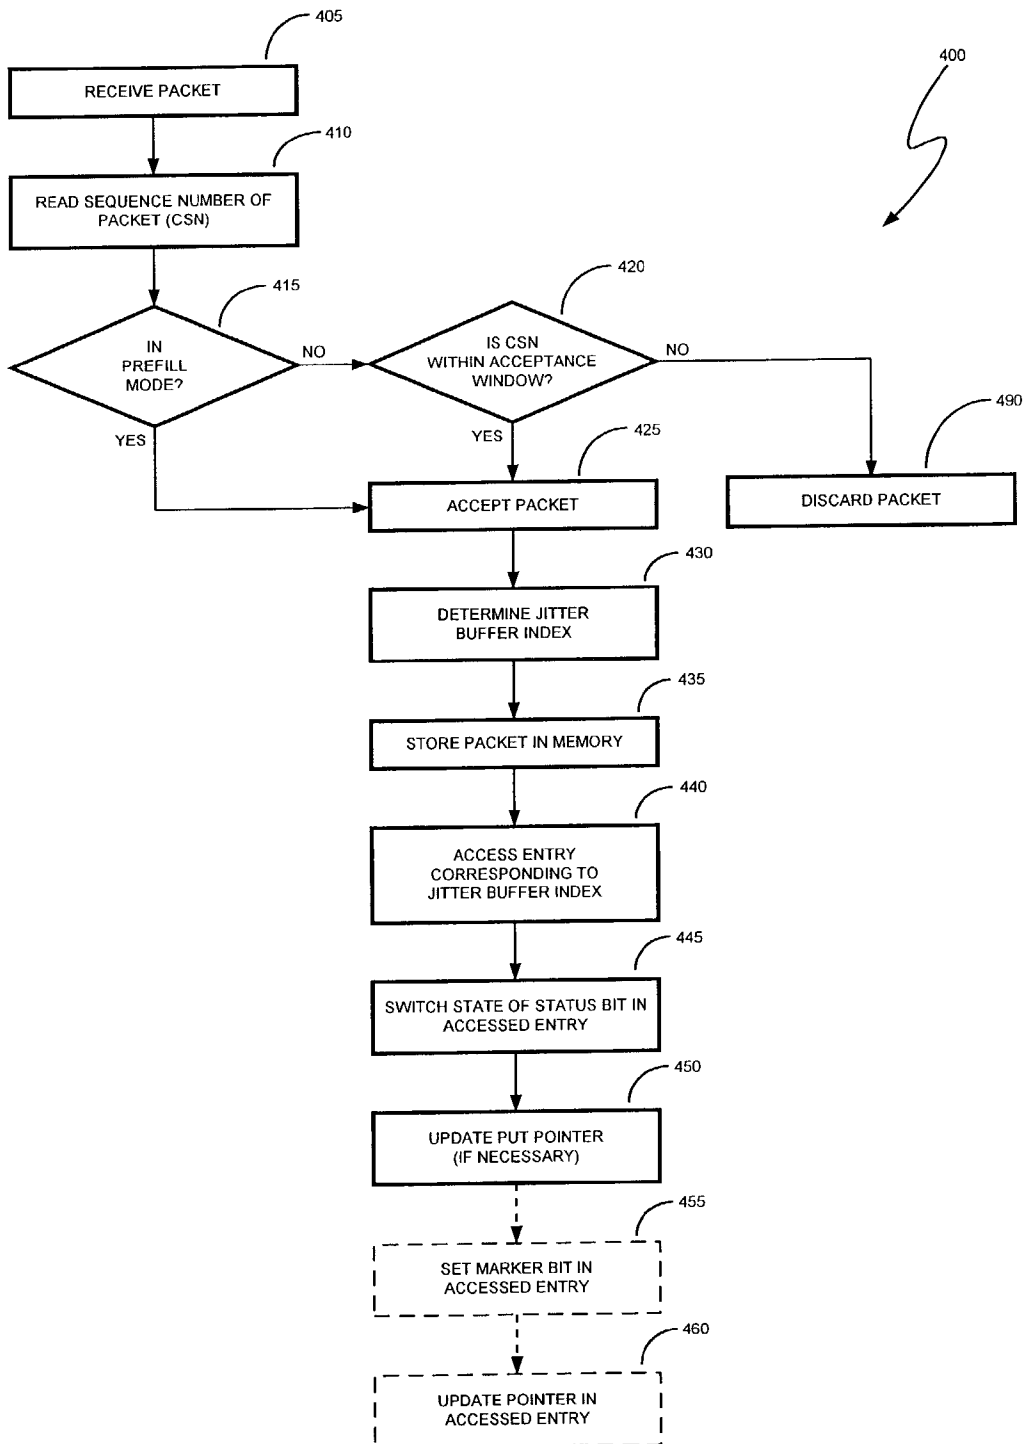 405
RECEIVE PACKET
400
410
READ SEQUENCE NUMBER OF
PACKET (CSN)
415
IN
PREFILL
MODE?
NO
YES
420
IS CSN
WITHIN ACCEPTANCE
WINDOW?
NO
YES
490
DISCARD PACKET
425
ACCEPT PACKET
430
DETERMINE JITTER
BUFFER INDEX
435
STORE PACKET IN MEMORY
440
ACCESS ENTRY
CORRESPONDING TO
JITTER BUFFER INDEX
445
SWITCH STATE OF STATUS BIT IN
ACCESSED ENTRY
450
UPDATE PUT POINTER
(IF NECESSARY)
455
SET MARKER BIT IN
ACCESSED ENTRY
460
UPDATE POINTER IN
ACCESSED ENTRY